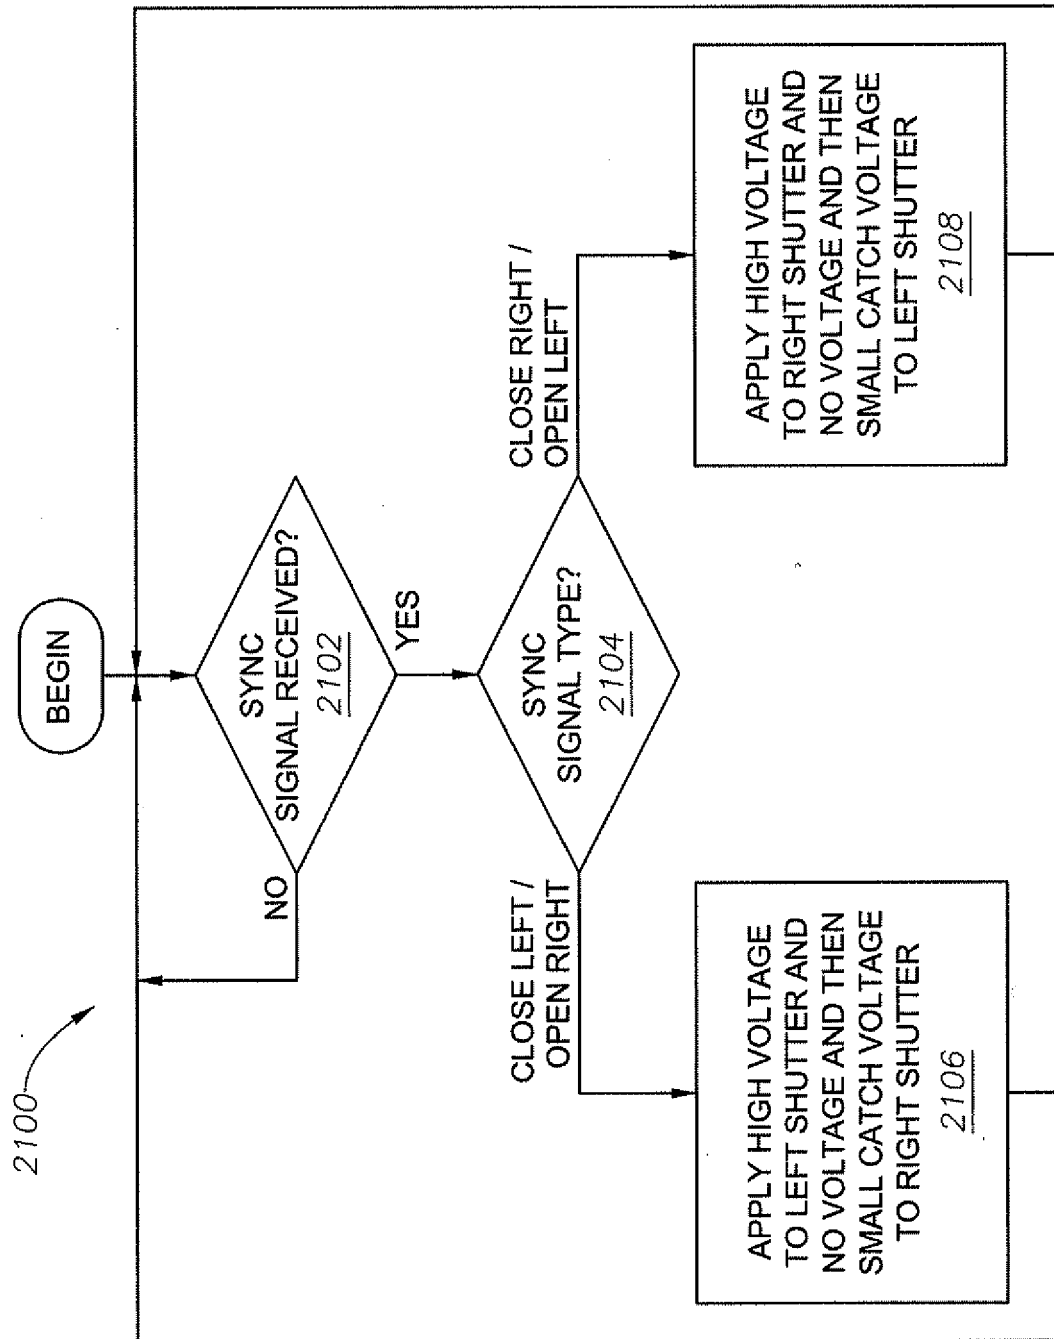 2100
BEGIN
SYNC
SIGNAL RECEIVED?
2102
NO
YES
SYNC
SIGNAL TYPE?
2104
CLOSE LEFT /
OPEN RIGHT
CLOSE RIGHT /
OPEN LEFT
APPLY HIGH VOLTAGE
TO LEFT SHUTTER AND
NO VOLTAGE AND THEN
SMALL CATCH VOLTAGE
TO RIGHT SHUTTER
2106
APPLY HIGH VOLTAGE
TO RIGHT SHUTTER AND
NO VOLTAGE AND THEN
SMALL CATCH VOLTAGE
TO LEFT SHUTTER
2108